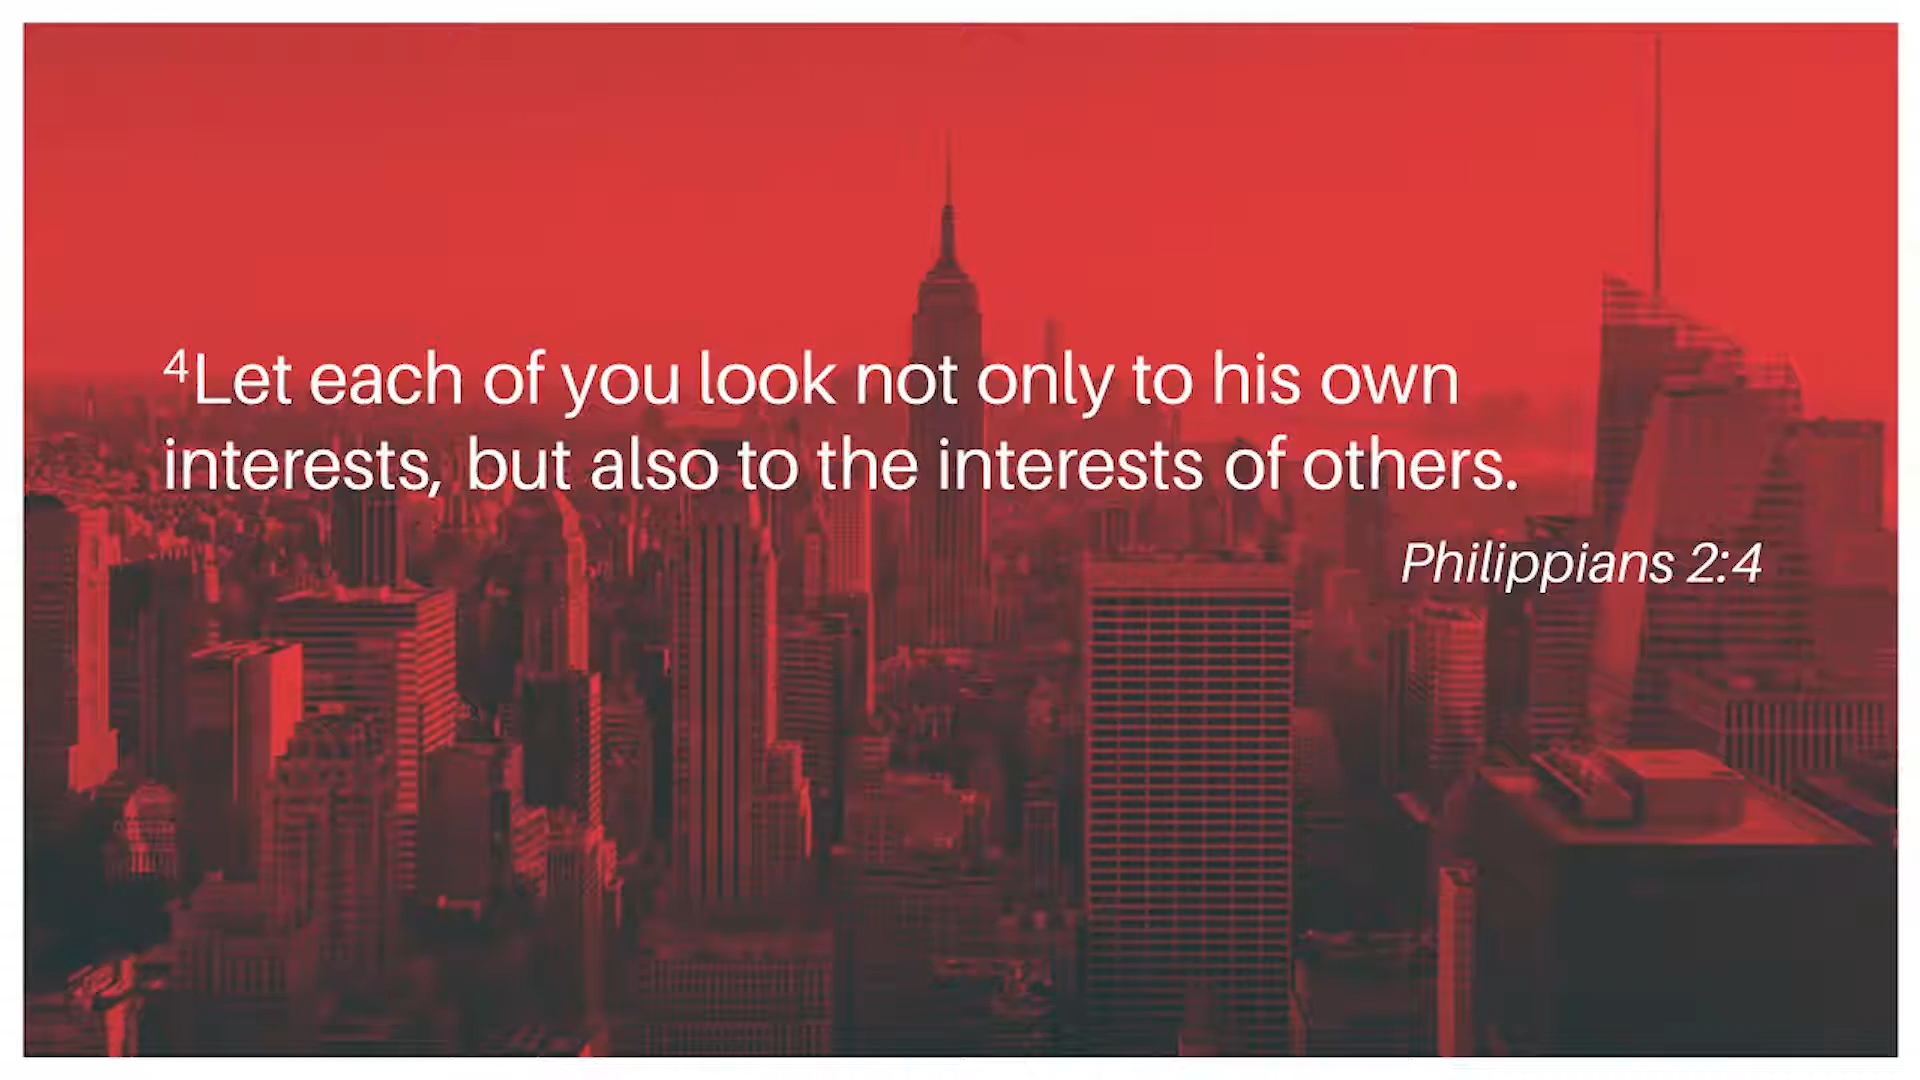 ⁴Let each of you look not only to his own
interests, but also to the interests of others.
Philippians 2:4